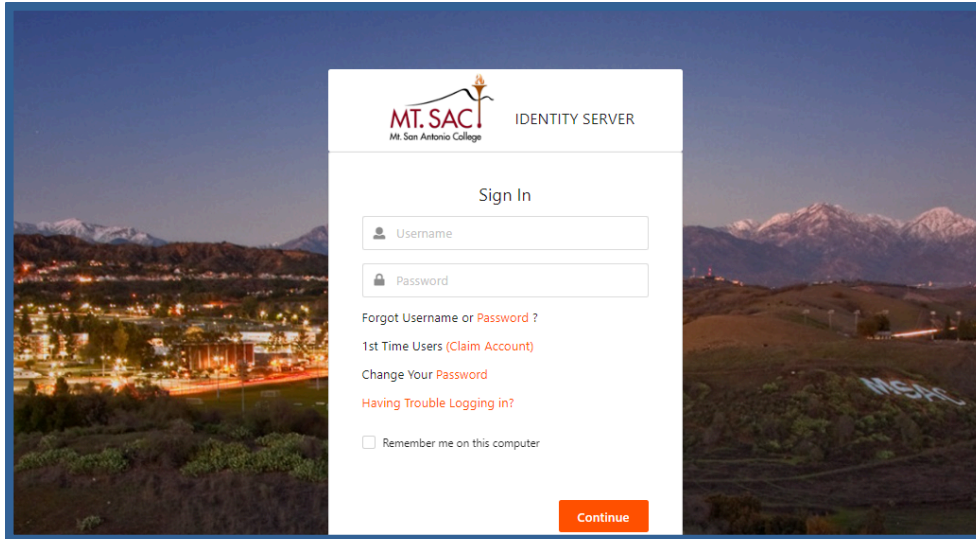 MT. SAC
Mt. San Antonio College
IDENTITY SERVER
Sign In
Username
Password
Forgot Username or Password ?
1st Time Users (Claim Account)
Change Your Password
Having Trouble Logging in?
Remember me on this computer
Continue
MSAC